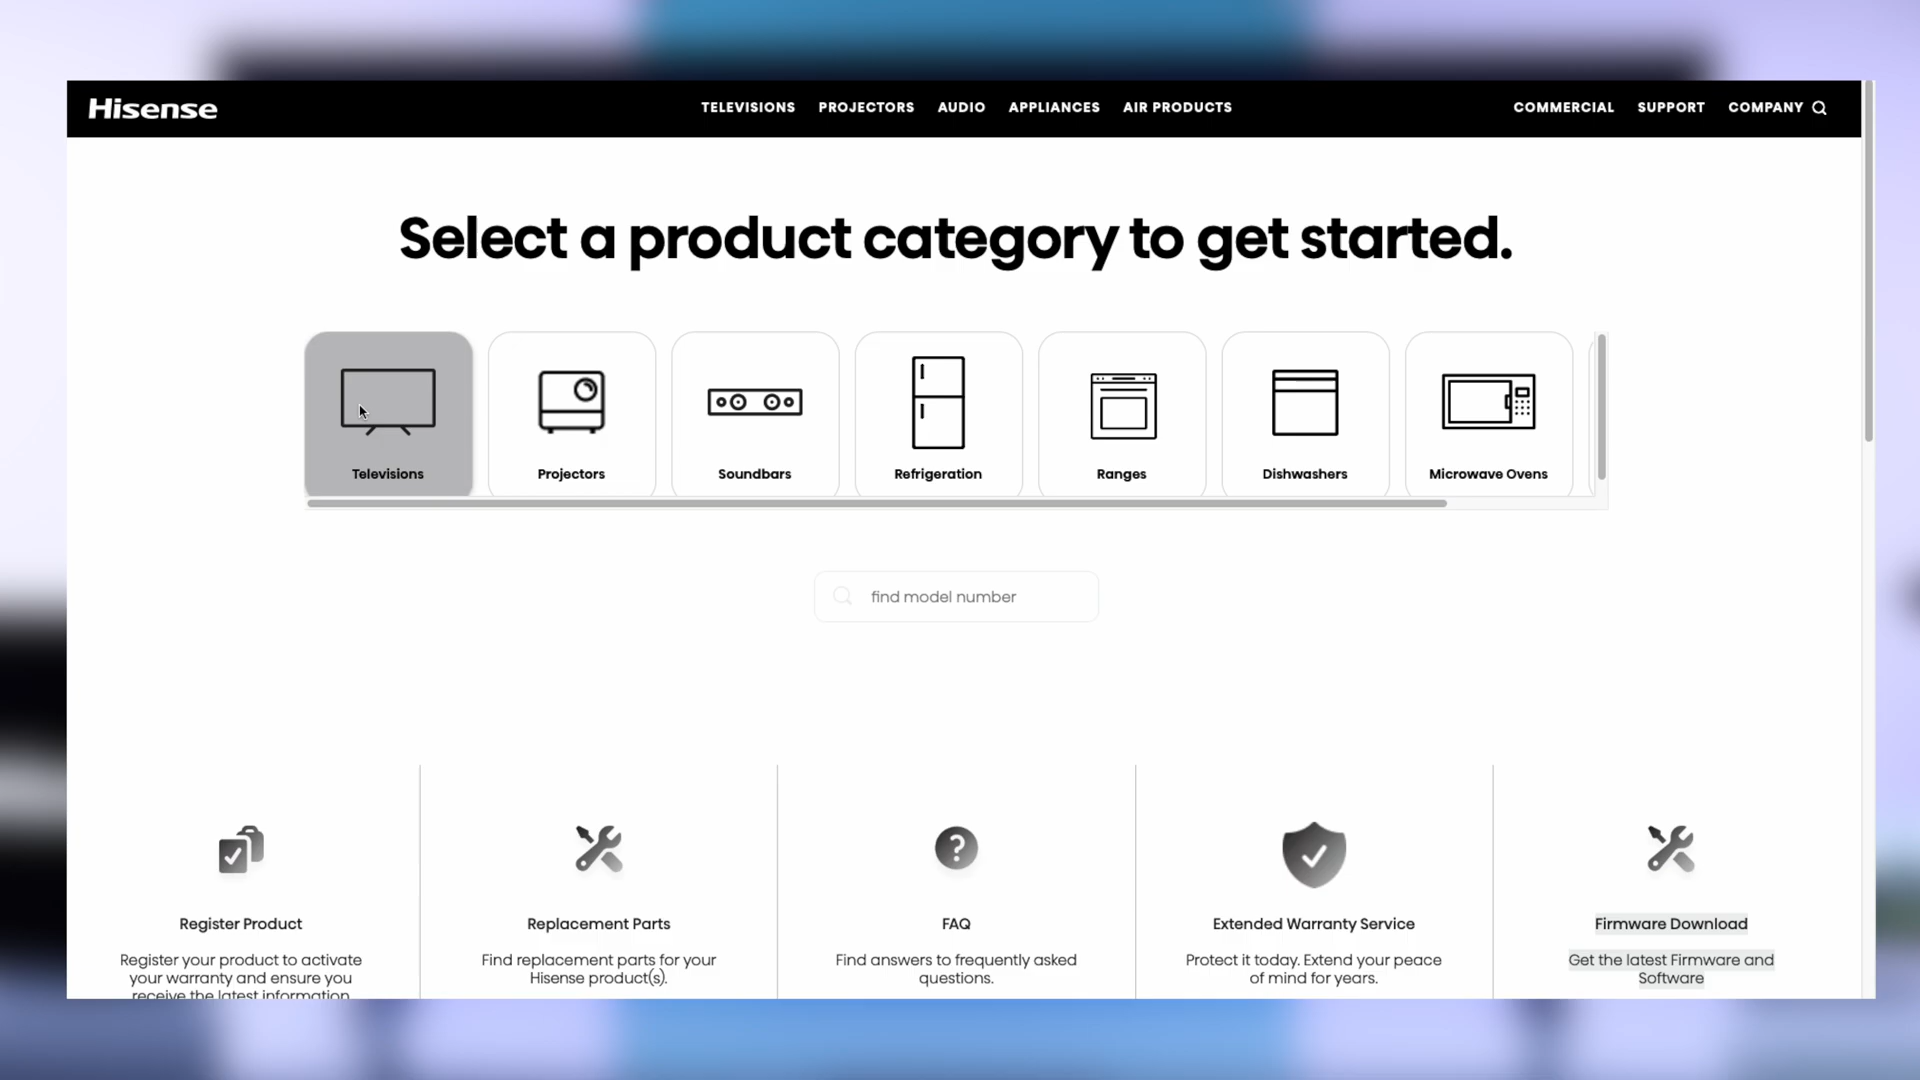 Hisense
TELEVISIONS PROJECTORS AUDIO APPLIANCES AIR PRODUCTS
COMMERCIAL SUPPORT COMPANY
Select a product category to get started.
Televisions
Projectors
Soundbars
Refrigeration
Ranges
Dishwashers
Microwave Ovens
find model number
Register Product
Register your product to activate
your warranty and ensure you
receive the latest information
Replacement Parts
Find replacement parts for your
Hisense product(s).
FAQ
Find answers to frequently asked
questions.
Extended Warranty Service
Protect it today. Extend your peace
of mind for years.
Firmware Download
Get the latest Firmware and
Software